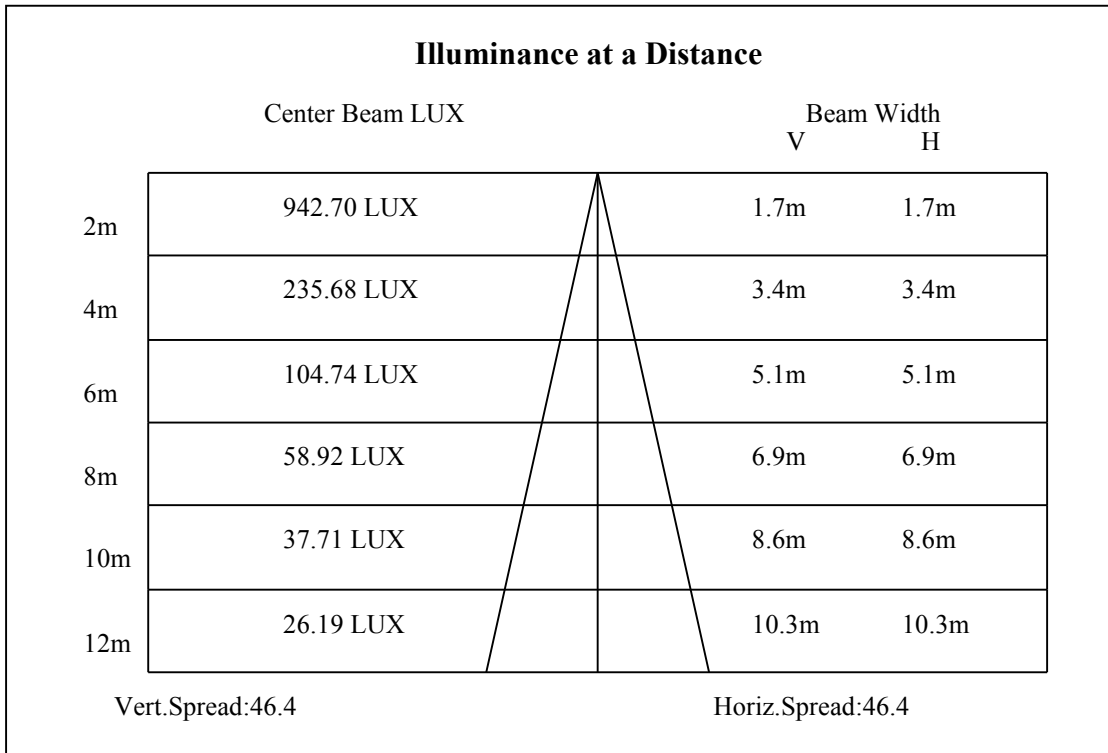 Illuminance at a Distance
Center Beam LUX Beam Width
V H
2m 942.70 LUX 1.7m 1.7m
4m 235.68 LUX 3.4m 3.4m
6m 104.74 LUX 5.1m 5.1m
8m 58.92 LUX 6.9m 6.9m
10m 37.71 LUX 8.6m 8.6m
12m 26.19 LUX 10.3m 10.3m
Vert.Spread:46.4 Horiz.Spread:46.4